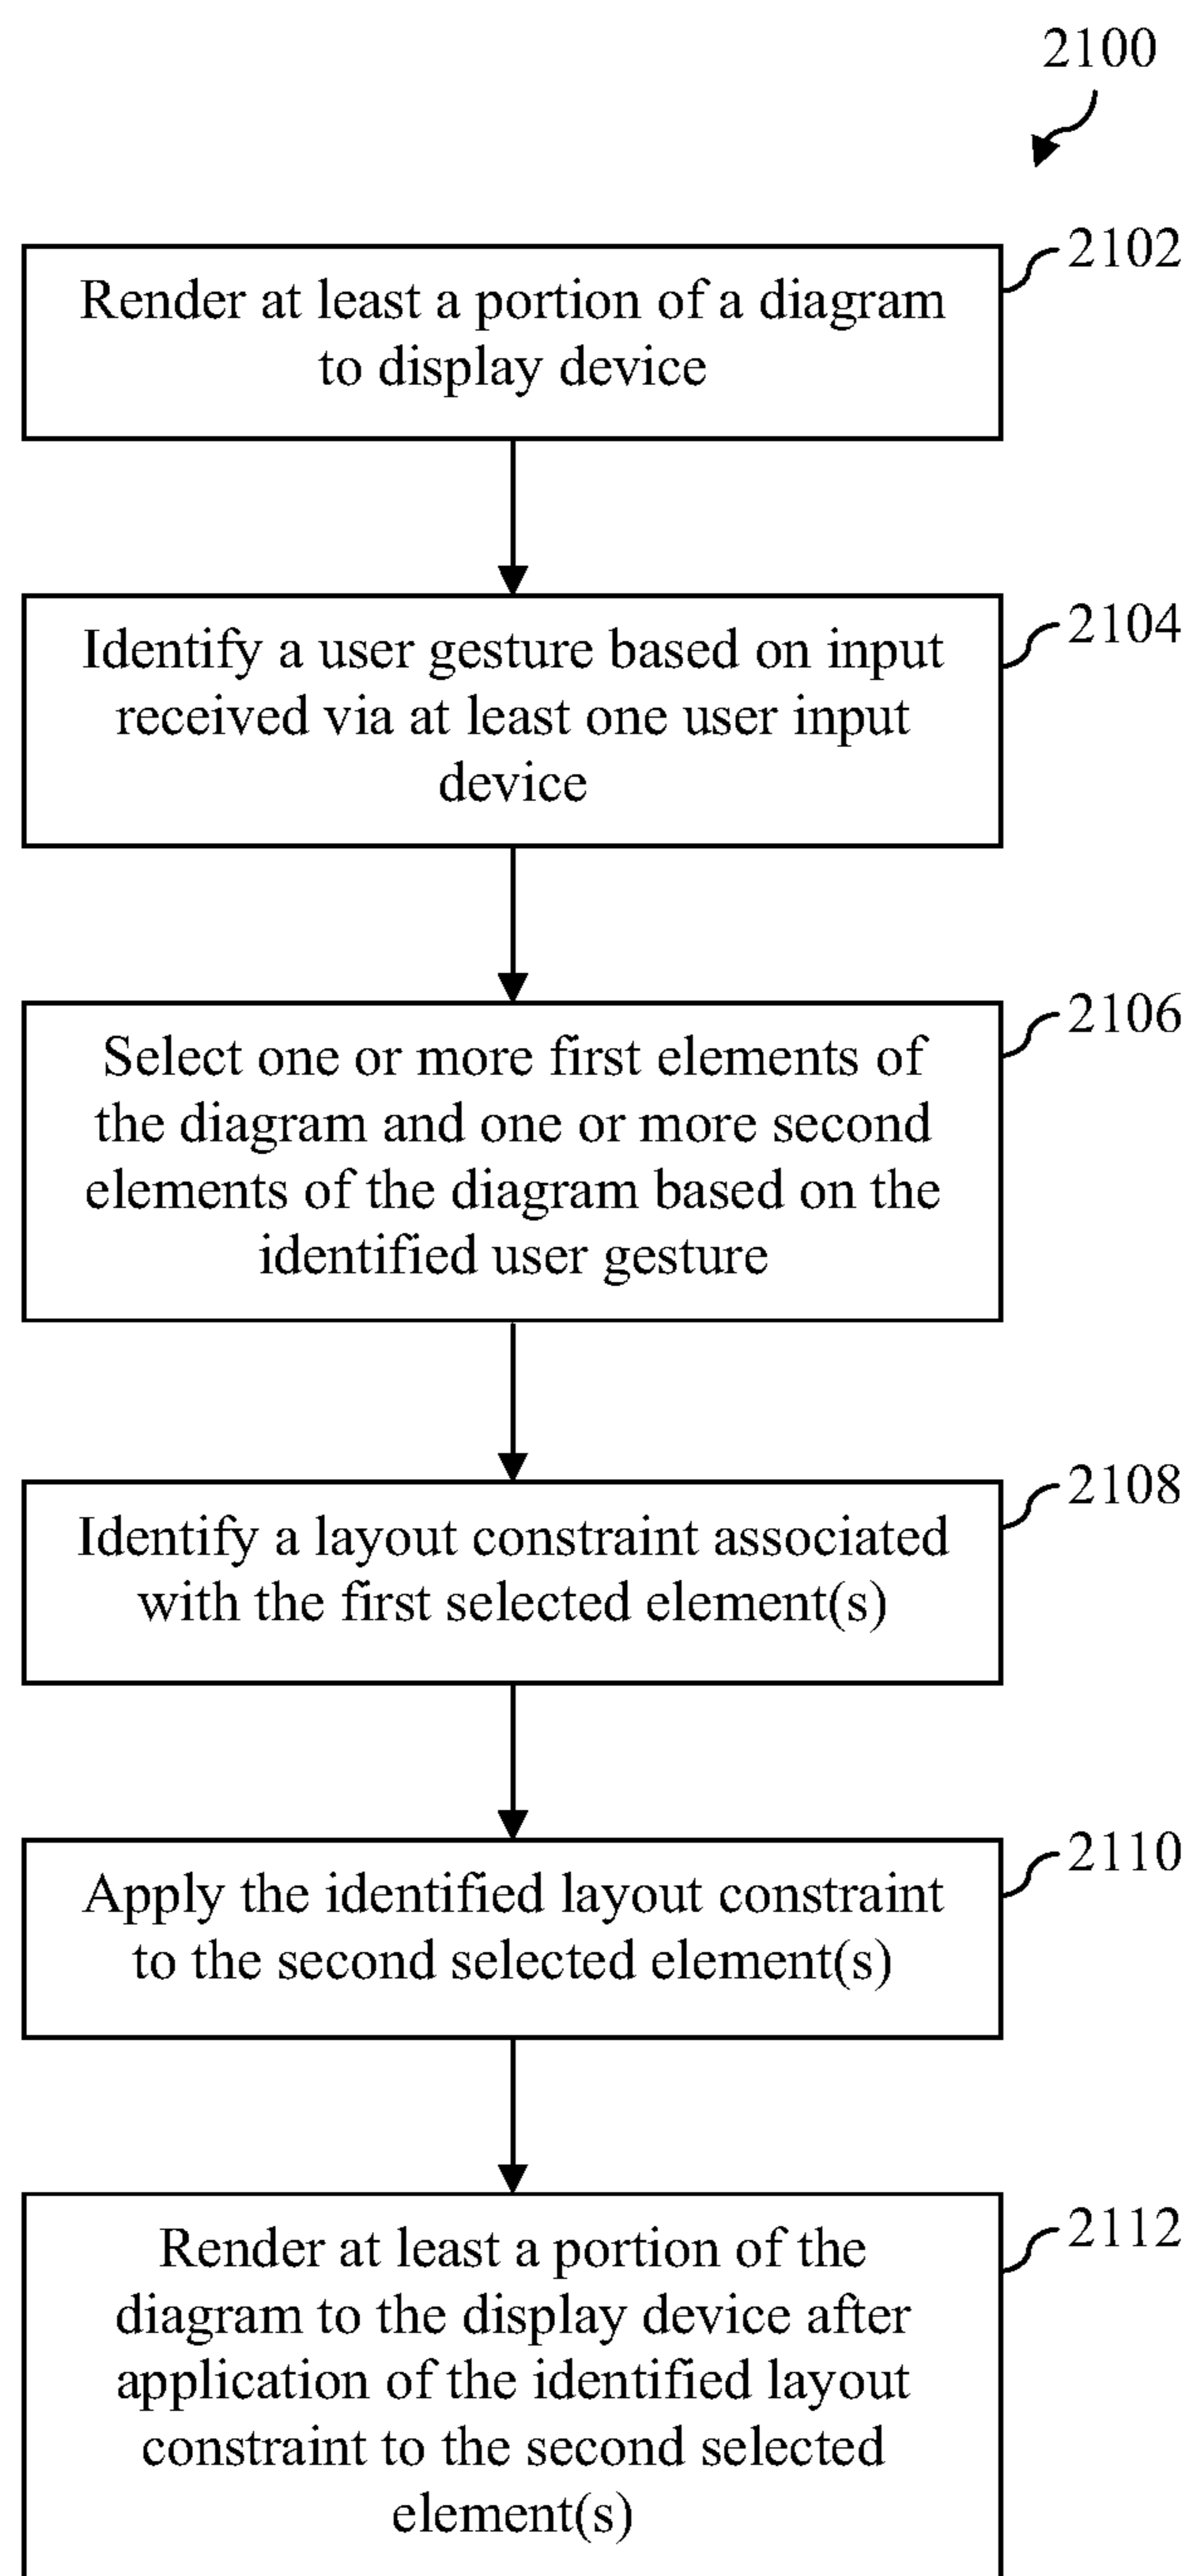 2100
2102
Render at least a portion of a diagram
to display device
2104
Identify a user gesture based on input
received via at least one user input
device
2106
Select one or more first elements of
the diagram and one or more second
elements of the diagram based on the
identified user gesture
2108
Identify a layout constraint associated
with the first selected element(s)
2110
Apply the identified layout constraint
to the second selected element(s)
2112
Render at least a portion of the
diagram to the display device after
application of the identified layout
constraint to the second selected
element(s)